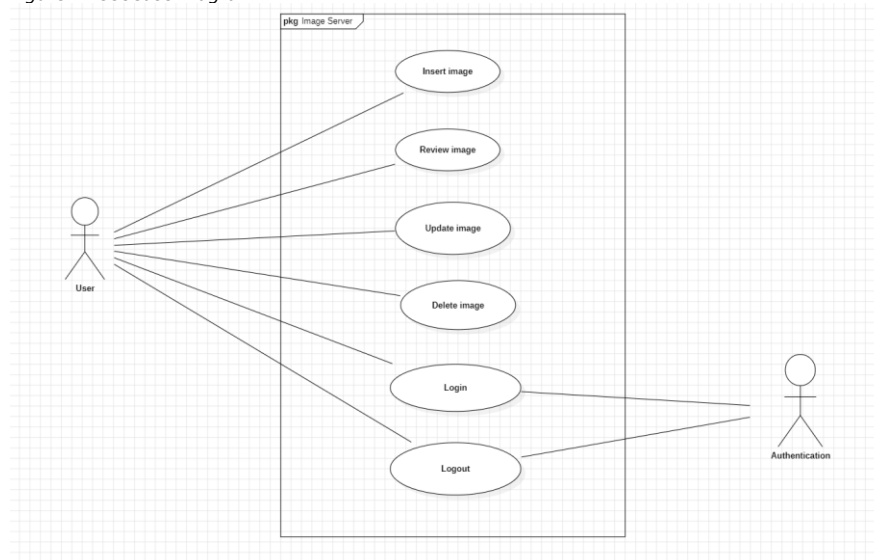 pkg Image Server
Insert image
Review image
Update image
Delete image
User
Login
Logout
Authentication